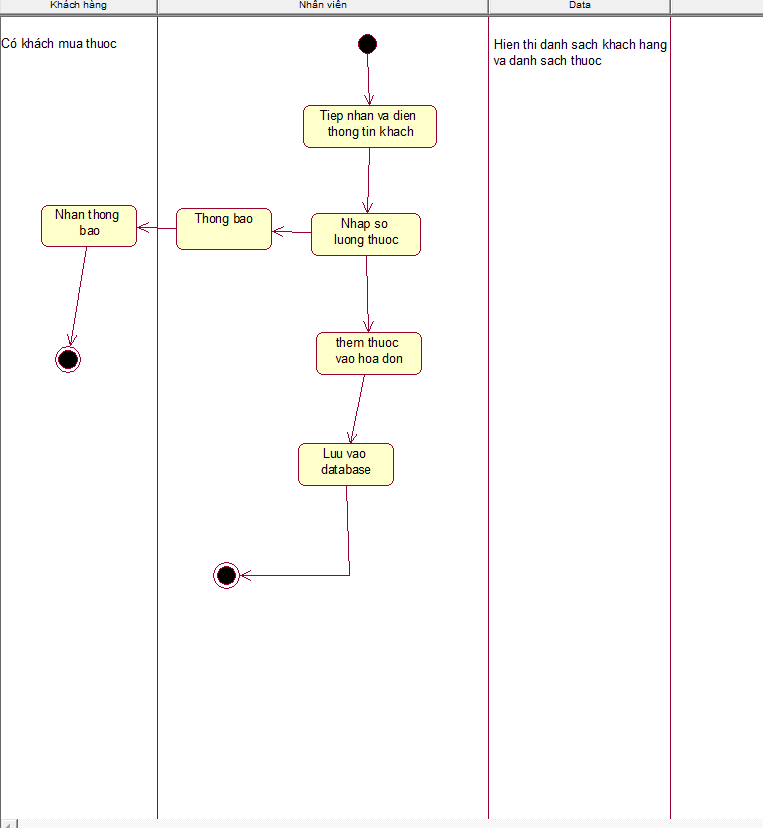 Khách hàng
Nhân viên
Data
Có khách mua thuoc
Hien thi danh sach khach hang
va danh sach thuoc
Tiep nhan va dien
thong tin khach
Nhan thong
bao
Thong bao
Nhap so
luong thuoc
them thuoc
vao hoa don
Luu vao
database